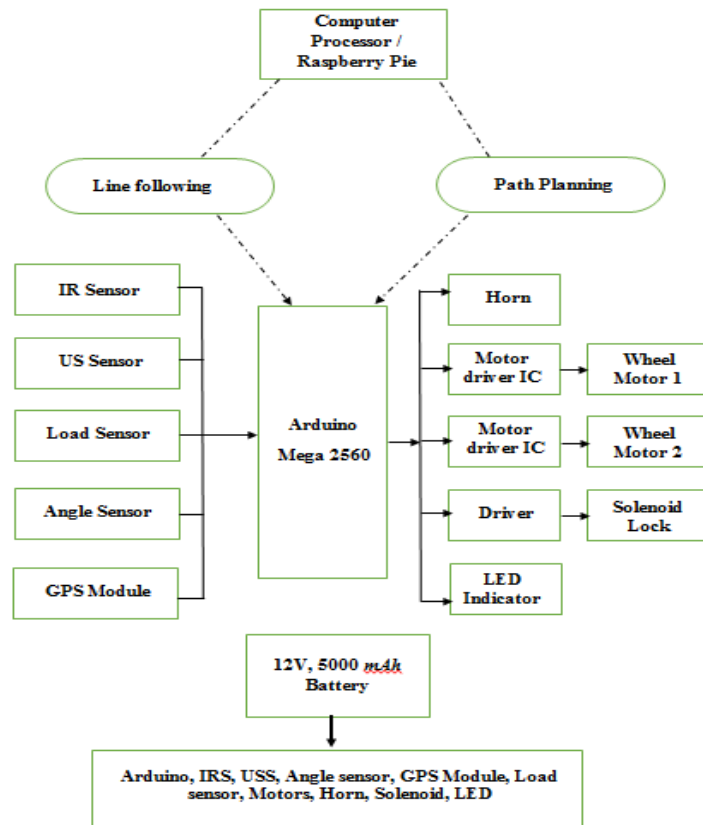 Computer
Processor /
Raspberry Pie
Line following
Path Planning
IR Sensor
US Sensor
Load Sensor
Angle Sensor
GPS Module
Arduino
Mega 2560
Horn
Motor
driver IC
Wheel
Motor 1
Motor
driver IC
Wheel
Motor 2
Driver
Solenoid
Lock
LED
Indicator
12V, 5000 mAh
Battery
Arduino, IRS, USS, Angle sensor, GPS Module, Load
sensor, Motors, Horn, Solenoid, LED